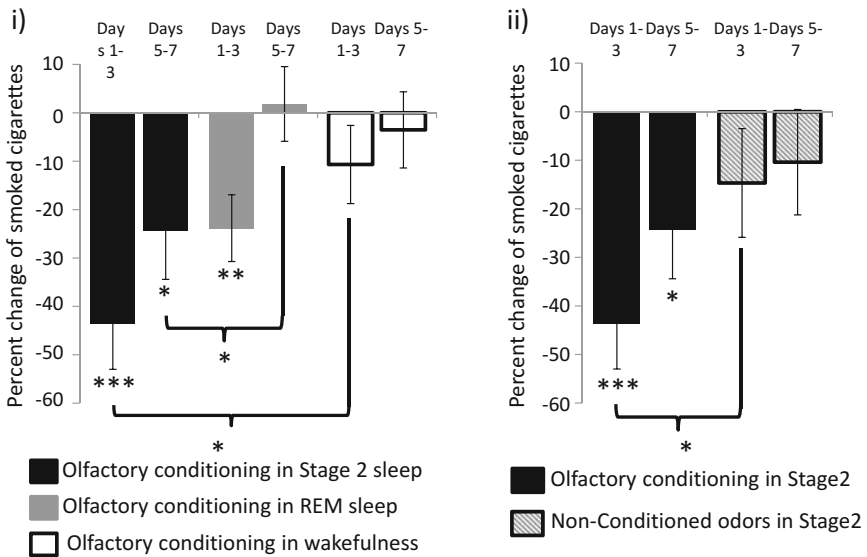 i)
Day
s 1-
3
Days
5-7
Days
1-3
Days
5-7
Days
1-3
Days 5-
7
Percent change of smoked cigarettes
10
0
-10
-20
-30
-40
-50
-60
***
*
**
*
*
Olfactory conditioning in Stage 2 sleep
Olfactory conditioning in REM sleep
Olfactory conditioning in wakefulness
ii)
Days 1-
3
Days
5-7
Days 1-
3
Days 5-
7
Percent change of smoked cigarettes
10
0
-10
-20
-30
-40
-50
-60
***
*
*
Olfactory conditioning in Stage2
Non-Conditioned odors in Stage2